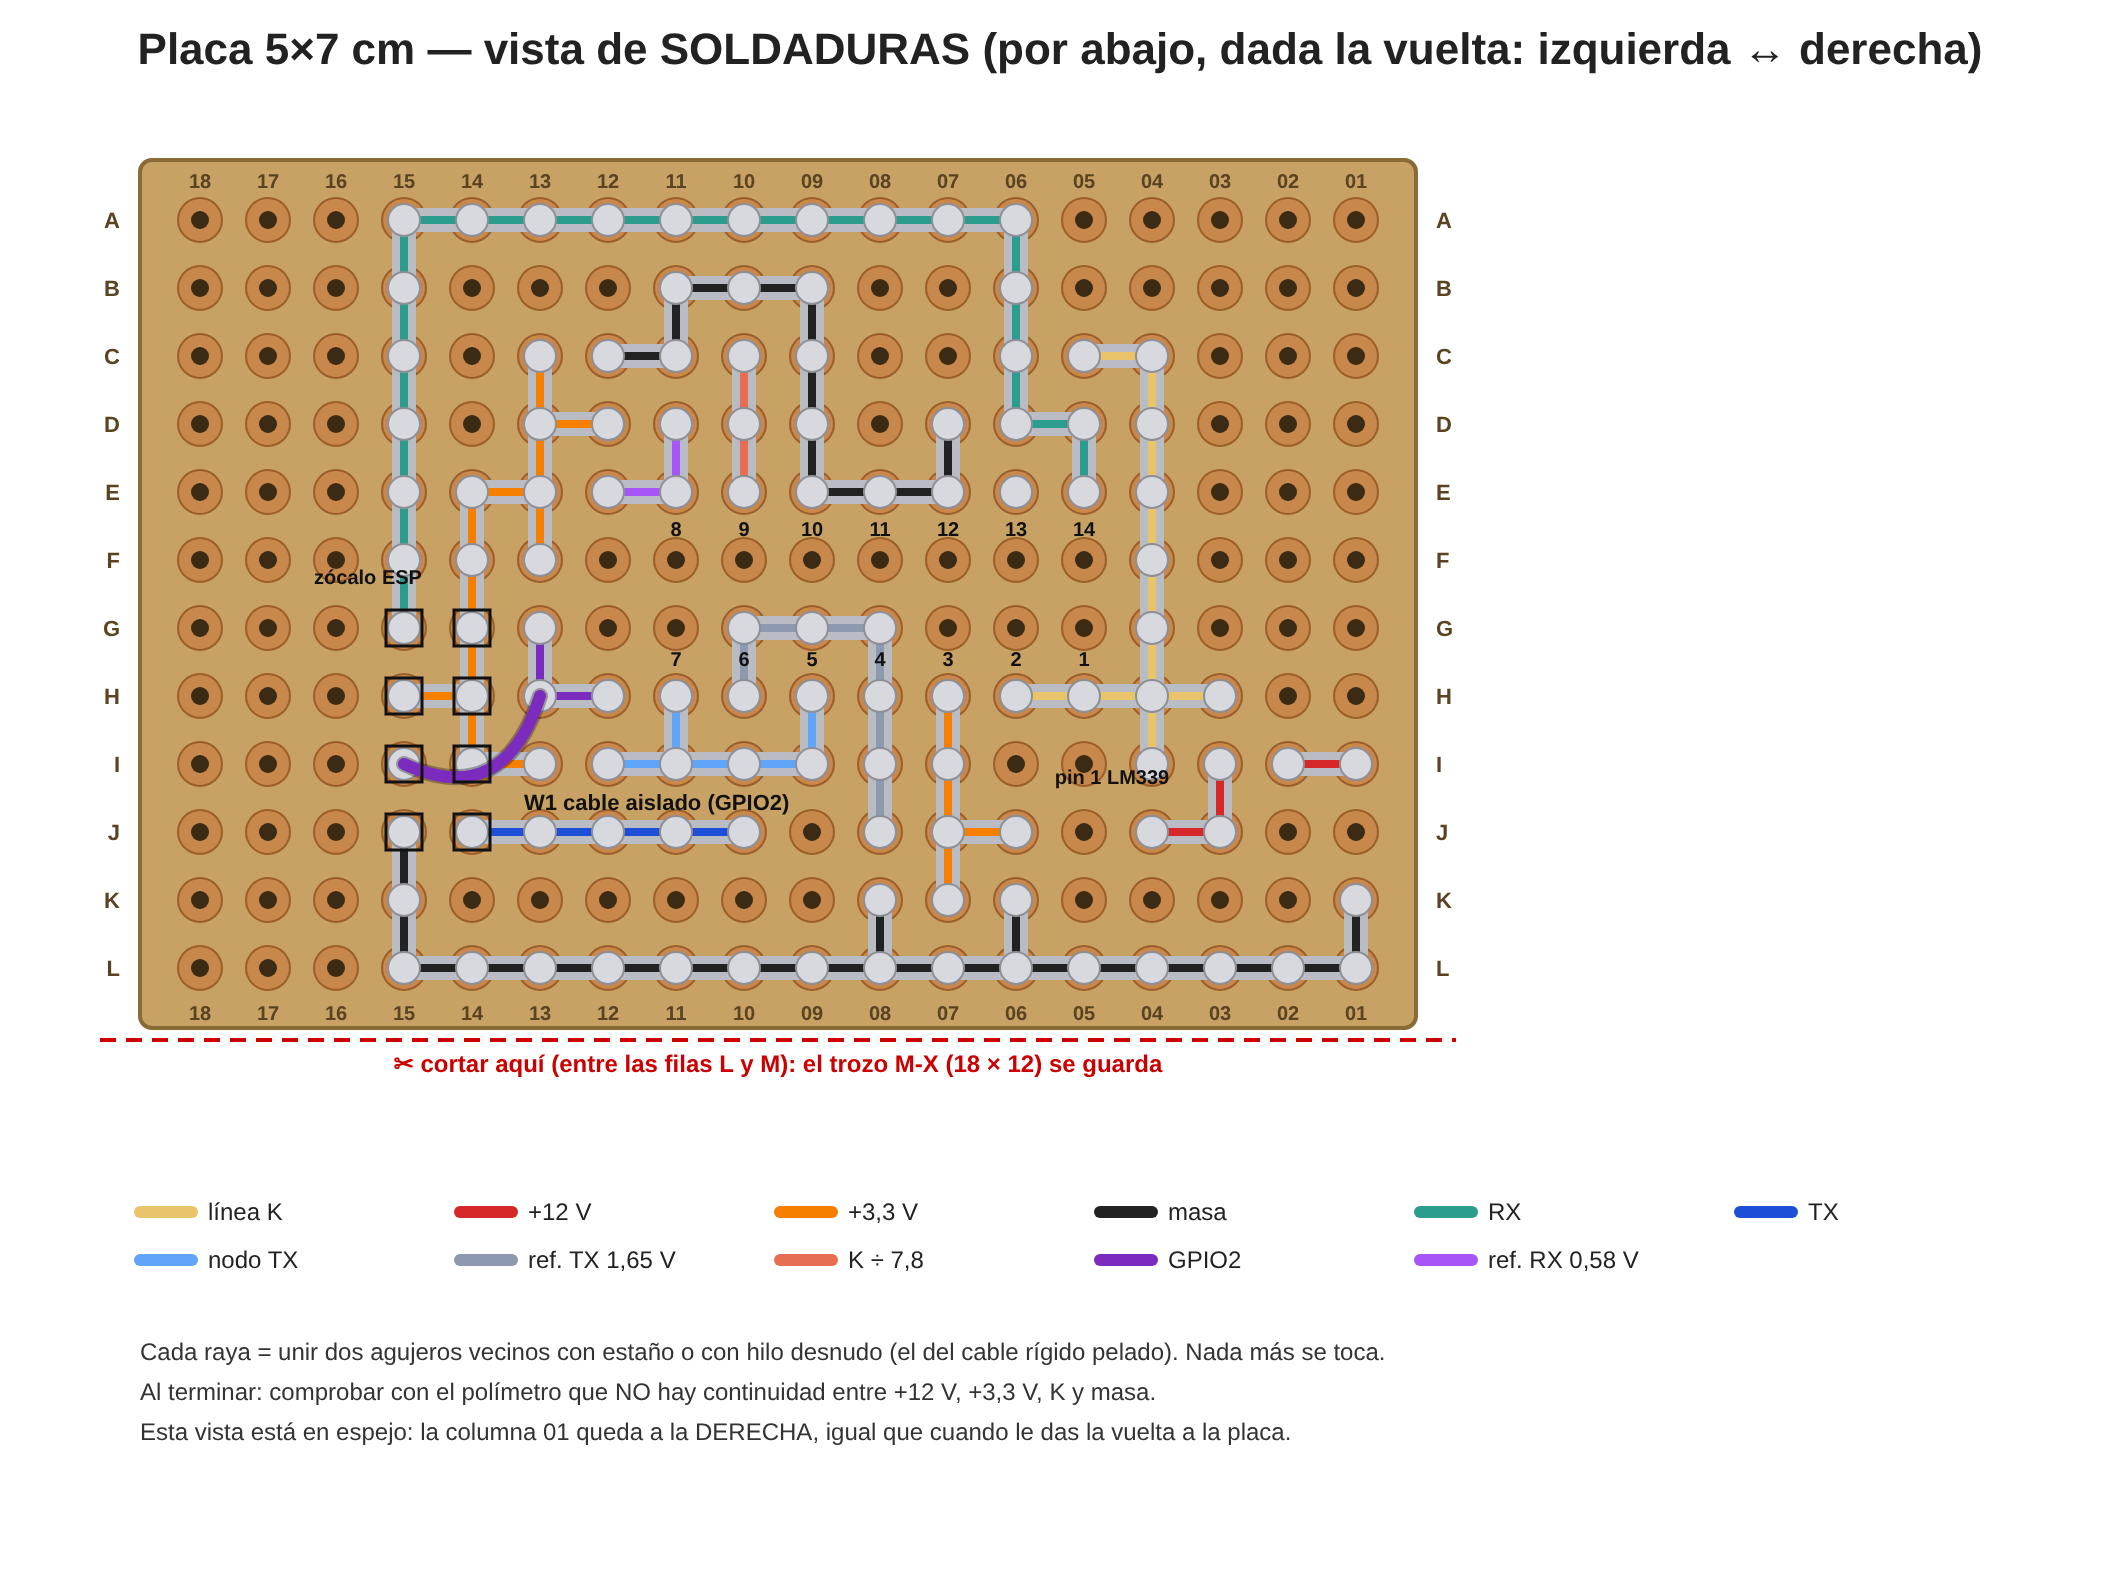 Placa 5×7 cm — vista de SOLDADURAS (por abajo, dada la vuelta: izquierda ↔ derecha)
18 17 16 15 14 13 12 11 10 09 08 07 06 05 04 03 02 01
A A
B B
C C
D D
E E
8 9 10 11 12 13 14
F F
zócalo ESP
G G
7 6 5 4 3 2 1
H H
I I
pin 1 LM339
W1 cable aislado (GPIO2)
J J
K K
L L
18 17 16 15 14 13 12 11 10 09 08 07 06 05 04 03 02 01
✂ cortar aquí (entre las filas L y M): el trozo M-X (18 × 12) se guarda
línea K +12 V +3,3 V masa RX TX
nodo TX ref. TX 1,65 V K ÷ 7,8 GPIO2 ref. RX 0,58 V
Cada raya = unir dos agujeros vecinos con estaño o con hilo desnudo (el del cable rígido pelado). Nada más se toca.
Al terminar: comprobar con el polímetro que NO hay continuidad entre +12 V, +3,3 V, K y masa.
Esta vista está en espejo: la columna 01 queda a la DERECHA, igual que cuando le das la vuelta a la placa.